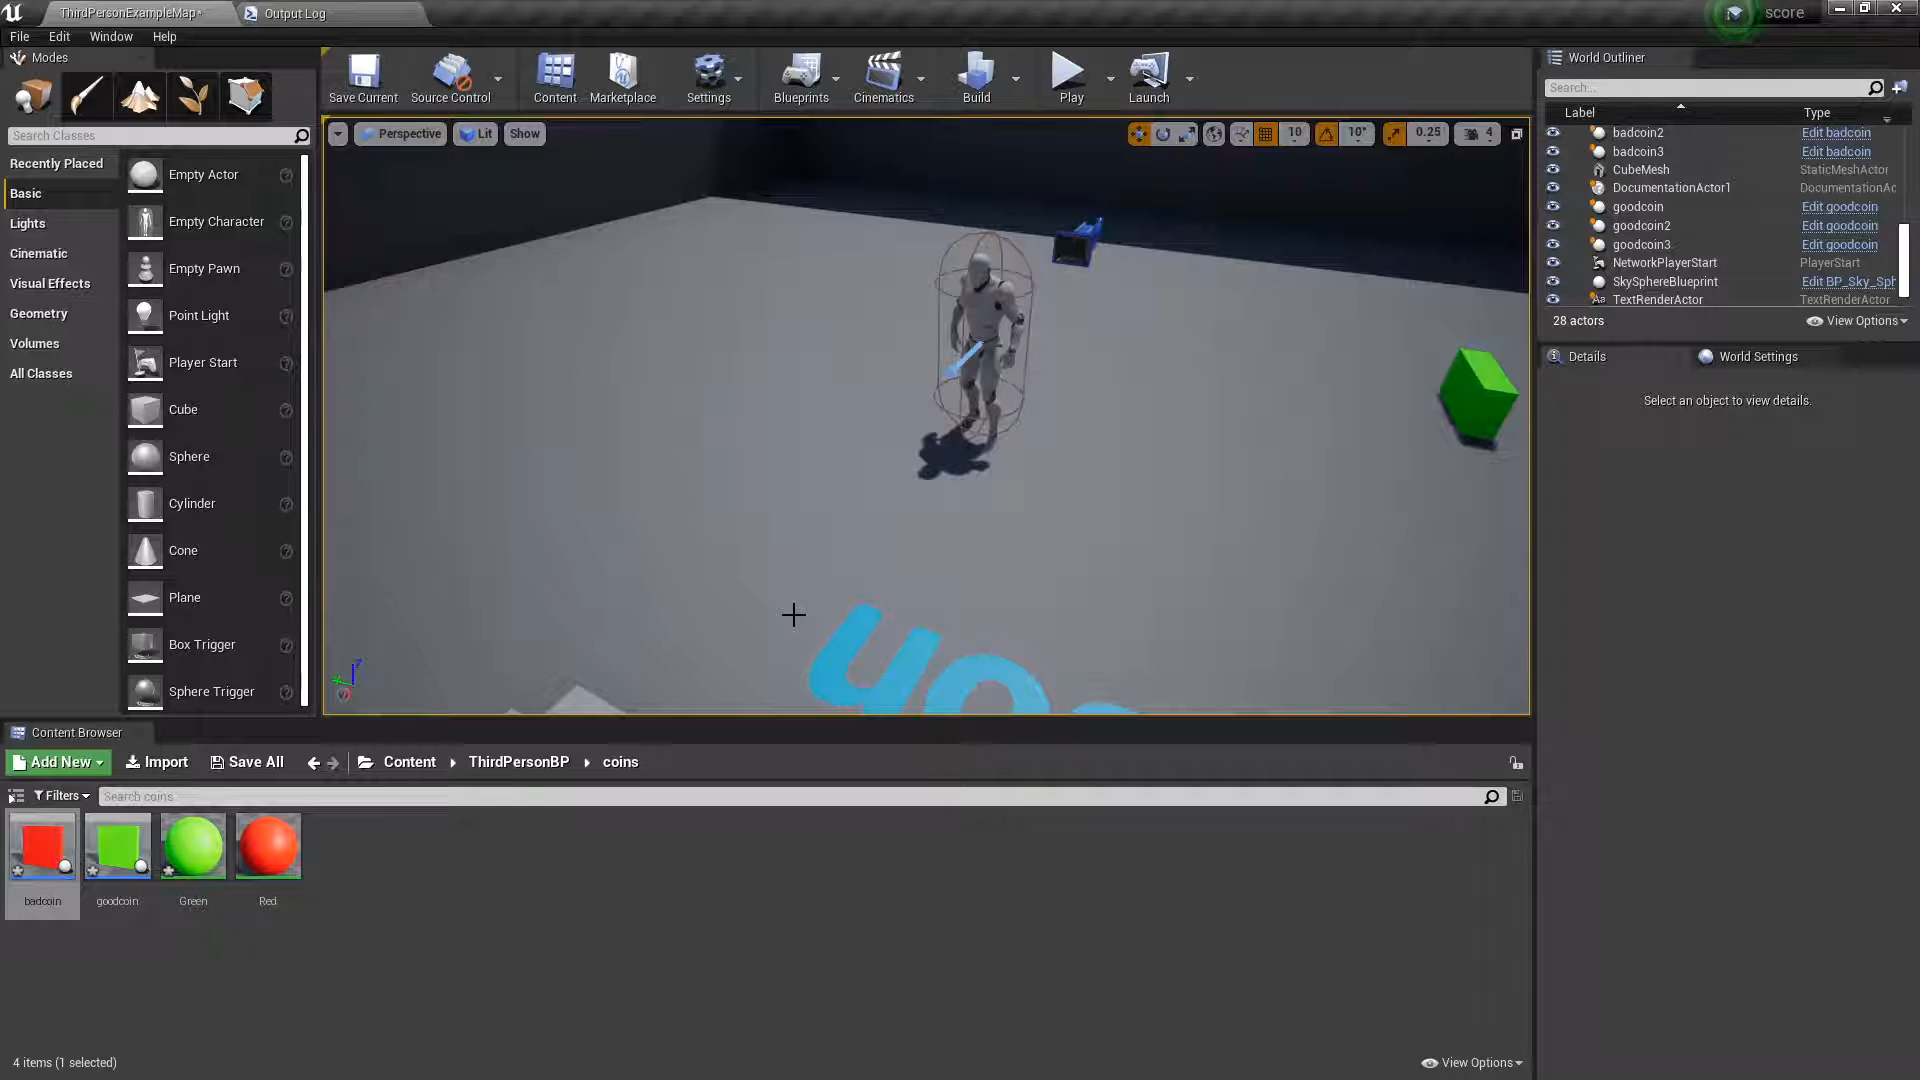 ThirdPersonExampleMap*
Output Log
score
File Edit Window Help
Modes
Save Current
Source Control
Content
Marketplace
Settings
Blueprints
Cinematics
Build
Play
Launch
World Outliner
Search...
Label Type
Search Classes
Perspective
Lit
Show
10
10°
0.25
4
Recently Placed
Basic
Lights
Cinematic
Visual Effects
Geometry
Volumes
All Classes
Empty Actor
Empty Character
Empty Pawn
Point Light
Player Start
Cube
Sphere
Cylinder
Cone
Plane
Box Trigger
Sphere Trigger
badcoin2 Edit badcoin
badcoin3 Edit badcoin
CubeMesh StaticMeshActor
DocumentationActor1 DocumentationAc
goodcoin Edit goodcoin
goodcoin2 Edit goodcoin
goodcoin3 Edit goodcoin
NetworkPlayerStart PlayerStart
SkySphereBlueprint Edit BP_Sky_Sph
Aa TextRenderActor TextRenderActor
28 actors
View Options
Details
World Settings
Select an object to view details.
Z
Content Browser
Add New
Import
Save All
Content
ThirdPersonBP
coins
Filters
Search coins
badcoin
goodcoin
Green
Red
4 items (1 selected)
View Options